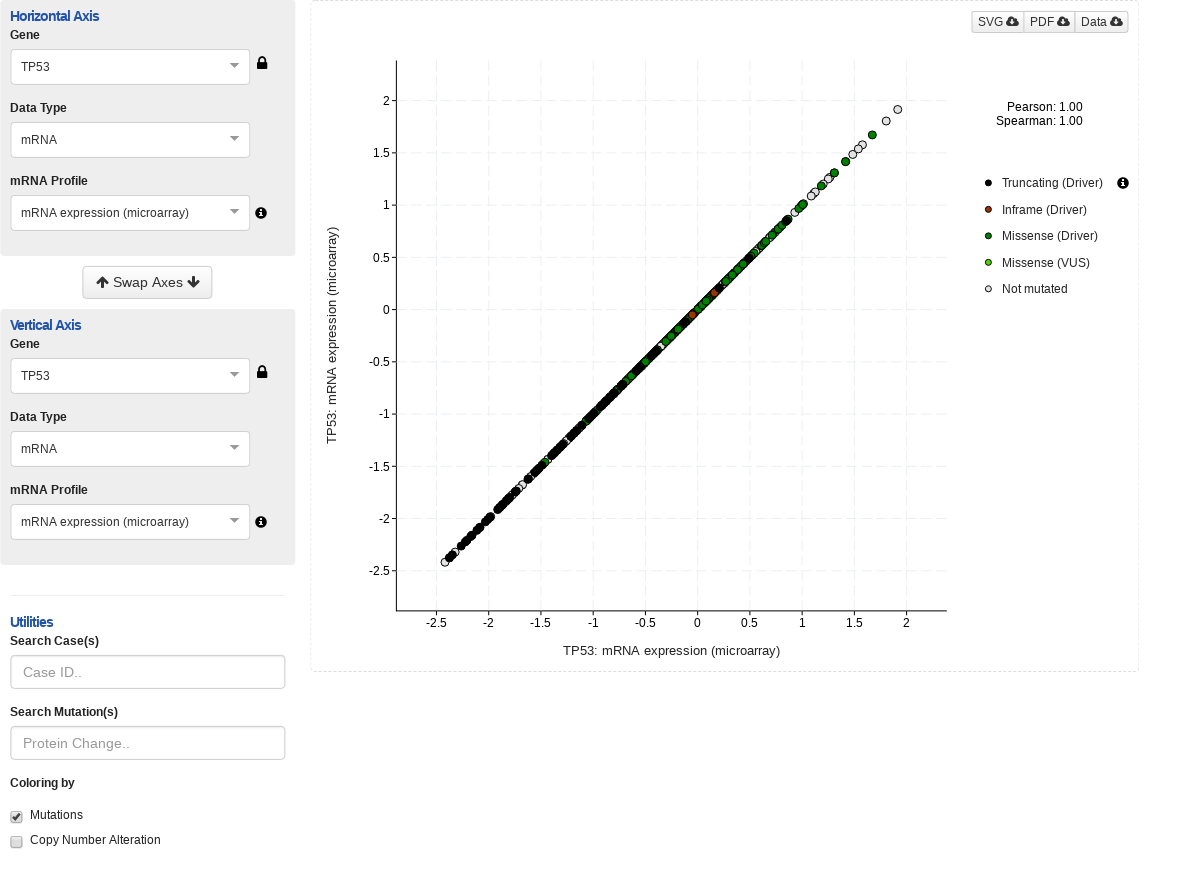 Horizontal Axis
Gene
TP53
Data Type
mRNA
mRNA Profile
mRNA expression (microarray)
Swap Axes
Vertical Axis
Gene
TP53
Data Type
mRNA
mRNA Profile
mRNA expression (microarray)
Utilities
Search Case(s)
Case ID..
Search Mutation(s)
Protein Change..
Coloring by
Mutations
Copy Number Alteration
SVG PDF Data
Pearson: 1.00
Spearman: 1.00
Truncating (Driver)
Inframe (Driver)
Missense (Driver)
Missense (VUS)
Not mutated
TP53: mRNA expression (microarray)
2
1.5
1
0.5
0
-0.5
-1
-1.5
-2
-2.5
-2.5 -2 -1.5 -1 -0.5 0 0.5 1 1.5 2
TP53: mRNA expression (microarray)